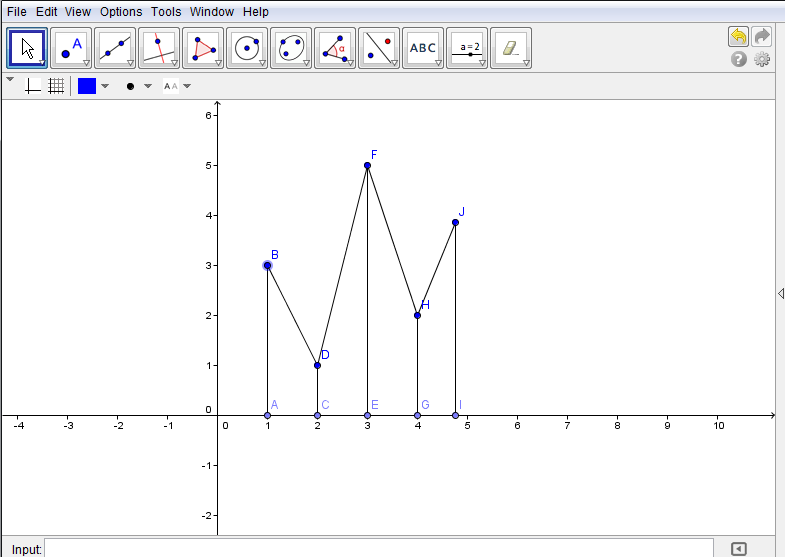 File Edit View Options Tools Window Help
A α ABC a=2
AA
6
5
4
3
2
1
0
-1
-2
F
J
B
H
D
A C E G I
-4 -3 -2 -1 0 1 2 3 4 5 6 7 8 9 10
Input: